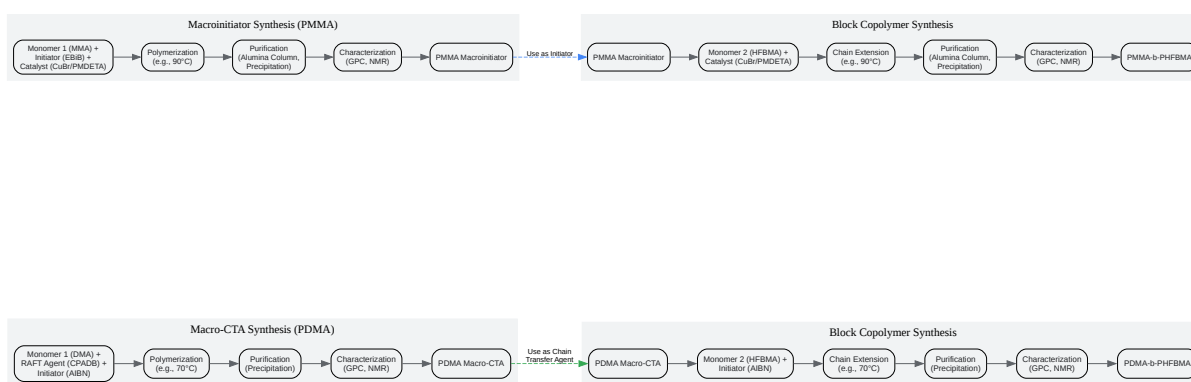 Macroinitiator Synthesis (PMMA)
Monomer 1 (MMA) +
Initiator (EBiB) +
Catalyst (CuBr/PMDETA)
Polymerization
(e.g., 90°C)
Purification
(Alumina Column,
Precipitation)
Characterization
(GPC, NMR)
PMMA Macroinitiator
Use as Initiator
Block Copolymer Synthesis
PMMA Macroinitiator
Monomer 2 (HFBMA) +
Catalyst (CuBr/PMDETA)
Chain Extension
(e.g., 90°C)
Purification
(Alumina Column,
Precipitation)
Characterization
(GPC, NMR)
PMMA-b-PHFBMA
Macro-CTA Synthesis (PDMA)
Monomer 1 (DMA) +
RAFT Agent (CPADB) +
Initiator (AIBN)
Polymerization
(e.g., 70°C)
Purification
(Precipitation)
Characterization
(GPC, NMR)
PDMA Macro-CTA
Use as Chain
Transfer Agent
Block Copolymer Synthesis
PDMA Macro-CTA
Monomer 2 (HFBMA) +
Initiator (AIBN)
Chain Extension
(e.g., 70°C)
Purification
(Precipitation)
Characterization
(GPC, NMR)
PDMA-b-PHFBMA